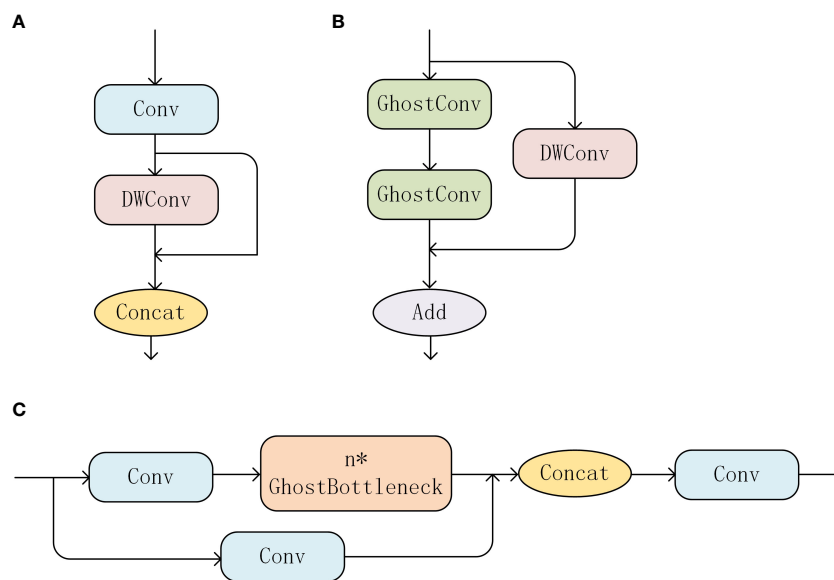 A
Conv
DWConv
Concat
B
GhostConv
DWConv
GhostConv
Add
C
Conv
n*
GhostBottleneck
Concat
Conv
Conv